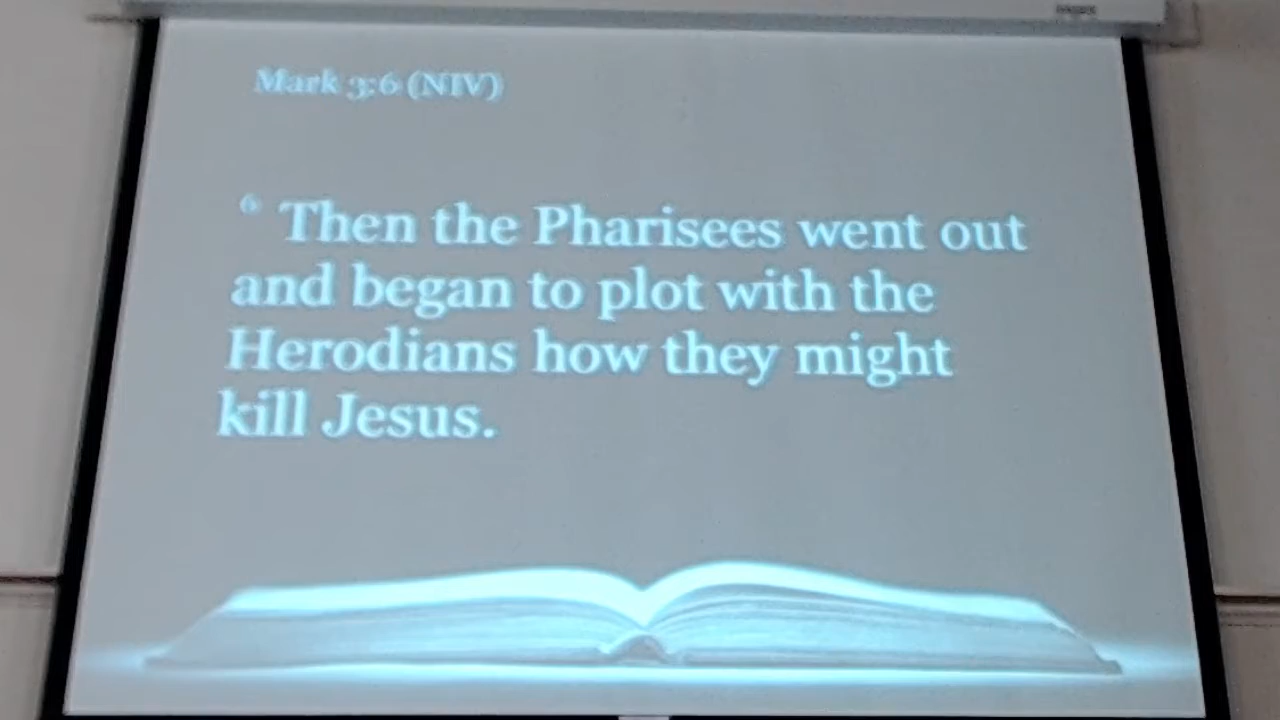 Mark 3:6 (NIV)
6 Then the Pharisees went out
and began to plot with the
Herodians how they might
kill Jesus.